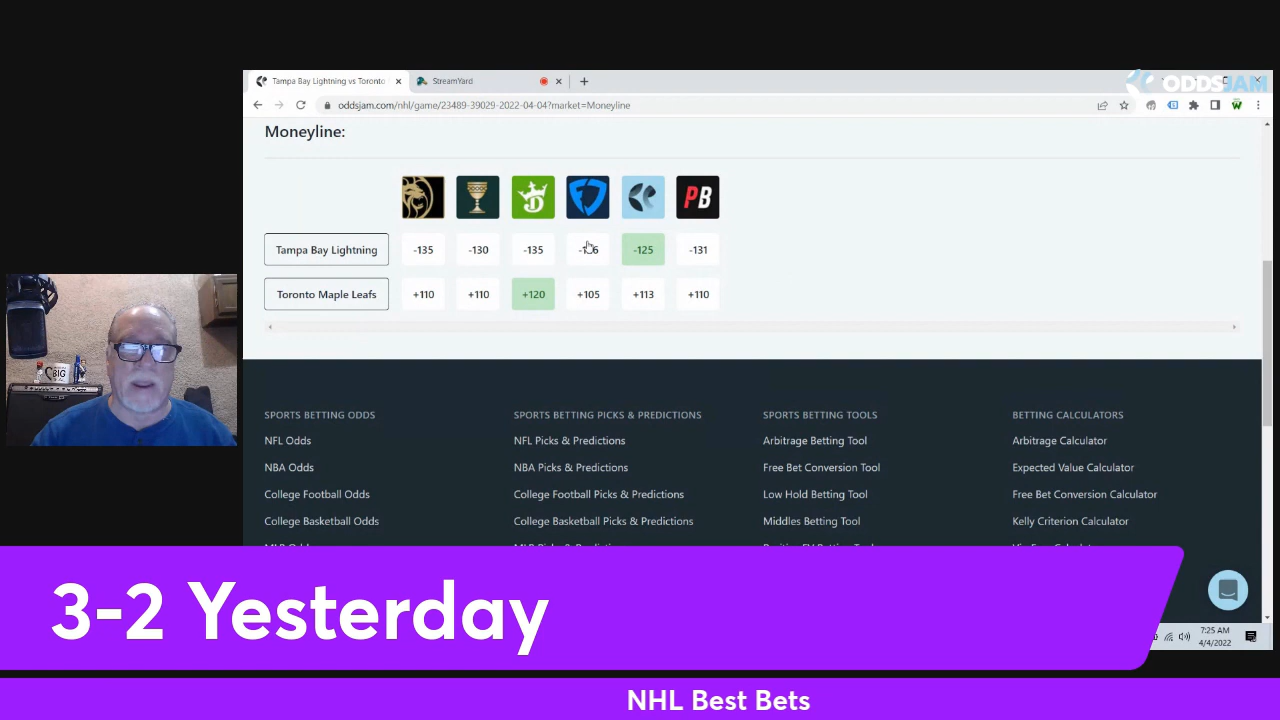 Tampa Bay Lightning vs Toronto
StreamYard
ODDSJAM
oddsjam.com/nhl/game/23489-39029-2022-04-04?market=Moneyline
Moneyline:
PB
Tampa Bay Lightning -135 -130 -135 -125 -131
Toronto Maple Leafs +110 +110 +120 +105 +113 +110
BIG
SPORTS BETTING ODDS SPORTS BETTING PICKS & PREDICTIONS SPORTS BETTING TOOLS BETTING CALCULATORS
NFL Odds NFL Picks & Predictions Arbitrage Betting Tool Arbitrage Calculator
NBA Odds NBA Picks & Predictions Free Bet Conversion Tool Expected Value Calculator
College Football Odds College Football Picks & Predictions Low Hold Betting Tool Free Bet Conversion Calculator
College Basketball Odds College Basketball Picks & Predictions Middles Betting Tool Kelly Criterion Calculator
3-2 Yesterday
7:25 AM
4/4/2022
NHL Best Bets